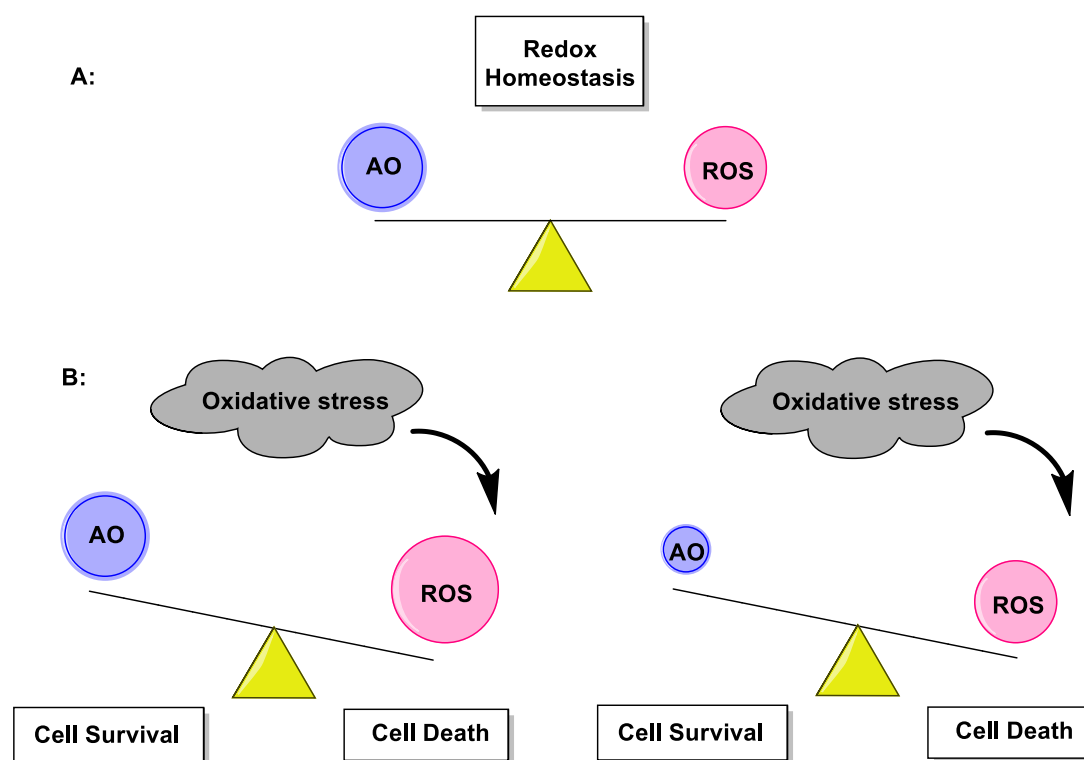 A:
Redox
Homeostasis
AO
ROS
B:
Oxidative stress
Oxidative stress
AO
ROS
AO
ROS
Cell Survival
Cell Death
Cell Survival
Cell Death